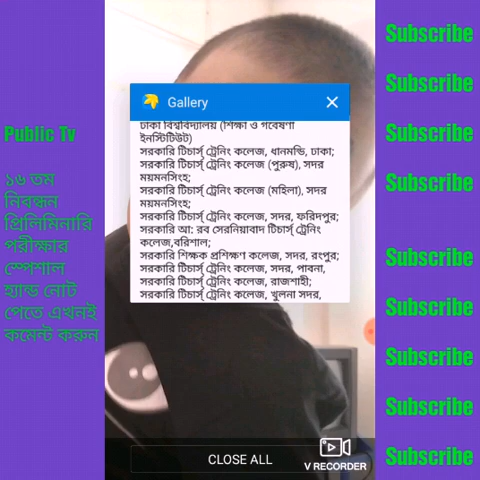 Public Tv
১৬ তম
নিবন্ধন
প্রিলিমিনারি
পরীক্ষার
স্পেশাল
হ্যান্ড নোট
পেতে এখনই
কমেন্ট করুন
Gallery
ঢাকা বিশ্ববিদ্যালয় (শিক্ষা ও গবেষণা
ইনস্টিটিউট)
সরকারি টিচার্স্ ট্রেনিং কলেজ, ধানমন্ডি, ঢাকা;
সরকারি টিচার্স্ ট্রেনিং কলেজ (পুরুষ), সদর
ময়মনসিংহ;
সরকারি টিচার্স্ ট্রেনিং কলেজ (মহিলা), সদর
ময়মনসিংহ;
সরকারি টিচার্স্ ট্রেনিং কলেজ, সদর, ফরিদপুর;
সরকারি আ: রব সেরনিয়াবাদ টিচার্স্ ট্রেনিং
কলেজ,বরিশাল;
সরকারি শিক্ষক প্রশিক্ষণ কলেজ, সদর, রংপুর;
সরকারি টিচার্স্ ট্রেনিং কলেজ, সদর, পাবনা,
সরকারি টিচার্স্ ট্রেনিং কলেজ, রাজশাহী;
সরকারি টিচার্স্ ট্রেনিং কলেজ, খুলনা সদর,
CLOSE ALL
V RECORDER
Subscribe
Subscribe
Subscribe
Subscribe
Subscribe
Subscribe
Subscribe
Subscribe
Subscribe